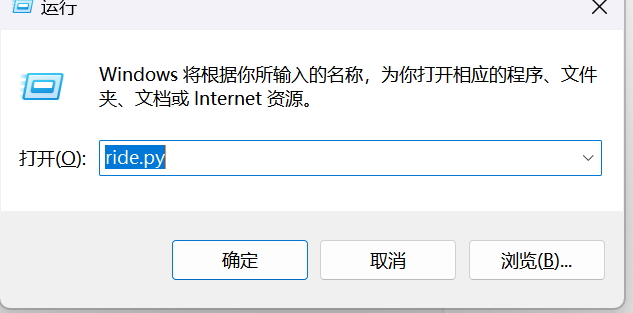 运行
Windows 将根据你所输入的名称，为你打开相应的程序、文件
夹、文档或 Internet 资源。
打开(O): ride.py
确定 取消 浏览(B)...